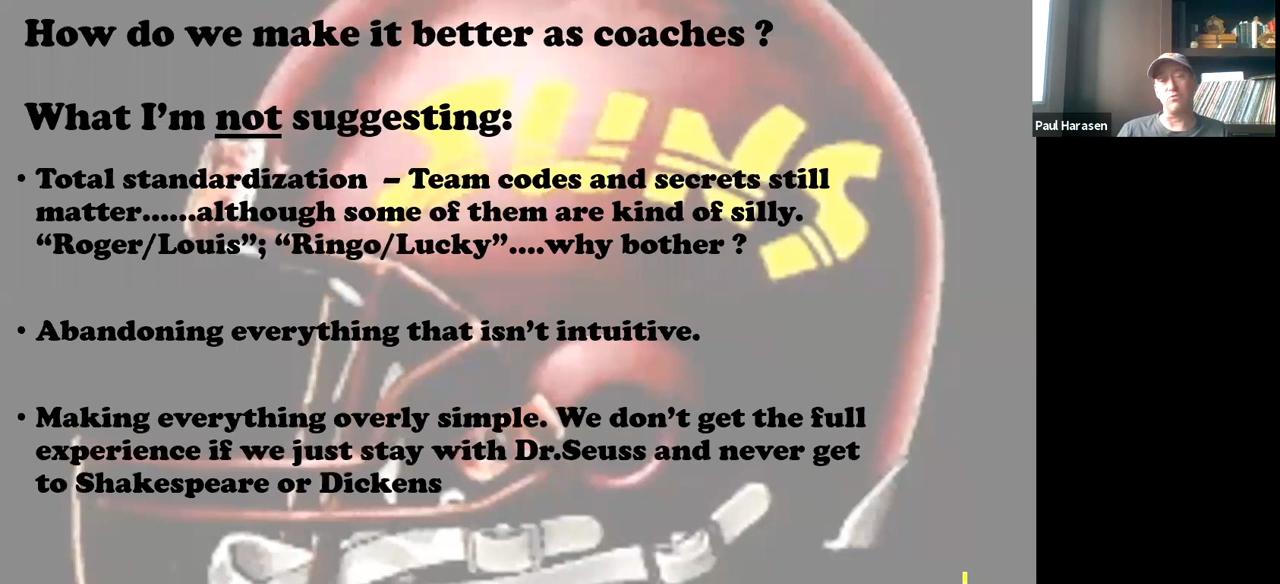 How do we make it better as coaches ?
What I’m not suggesting:
• Total standardization – Team codes and secrets still
matter......although some of them are kind of silly.
“Roger/Louis”; “Ringo/Lucky”....why bother ?
• Abandoning everything that isn’t intuitive.
• Making everything overly simple. We don’t get the full
experience if we just stay with Dr.Seuss and never get
to Shakespeare or Dickens
SUNS
Paul Harasen